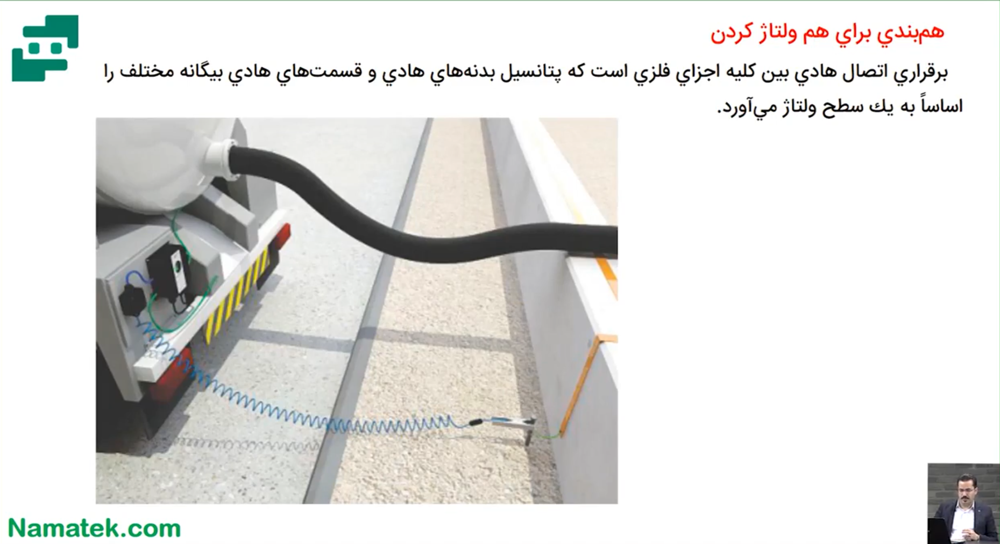 هم‌بندي براي هم ولتاژ كردن
برقراري اتصال هادي بين كليه اجزاي فلزي است كه پتانسيل بدنه‌هاي هادي و قسمت‌هاي هادي بيگانه مختلف را
اساساً به يك سطح ولتاژ مي‌آورد.
Namatek.com